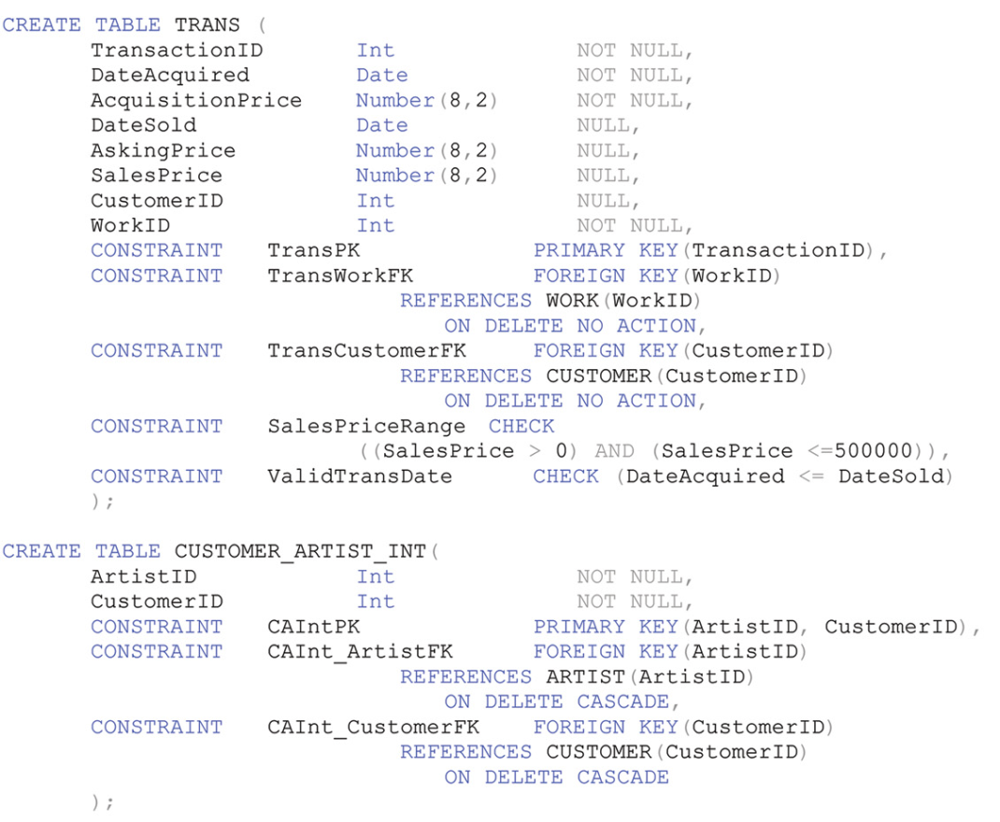 CREATE TABLE TRANS (
TransactionID Int NOT NULL,
DateAcquired Date NOT NULL,
AcquisitionPrice Number(8,2) NOT NULL,
DateSold Date NULL,
AskingPrice Number(8,2) NULL,
SalesPrice Number(8,2) NULL,
CustomerID Int NULL,
WorkID Int NOT NULL,
CONSTRAINT TransPK PRIMARY KEY(TransactionID),
CONSTRAINT TransWorkFK FOREIGN KEY(WorkID)
REFERENCES WORK(WorkID)
ON DELETE NO ACTION,
CONSTRAINT TransCustomerFK FOREIGN KEY(CustomerID)
REFERENCES CUSTOMER(CustomerID)
ON DELETE NO ACTION,
CONSTRAINT SalesPriceRange CHECK
((SalesPrice > 0) AND (SalesPrice <=500000)),
CONSTRAINT ValidTransDate CHECK (DateAcquired <= DateSold)
);
CREATE TABLE CUSTOMER_ARTIST_INT(
ArtistID Int NOT NULL,
CustomerID Int NOT NULL,
CONSTRAINT CAIntPK PRIMARY KEY(ArtistID, CustomerID),
CONSTRAINT CAInt_ArtistFK FOREIGN KEY(ArtistID)
REFERENCES ARTIST(ArtistID)
ON DELETE CASCADE,
CONSTRAINT CAInt_CustomerFK FOREIGN KEY(CustomerID)
REFERENCES CUSTOMER(CustomerID)
ON DELETE CASCADE
);